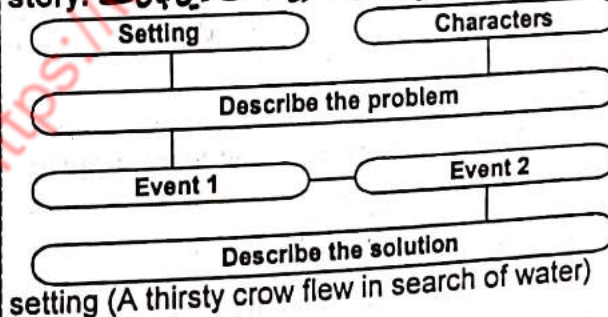 story.
Setting
Characters
Describe the problem
Event 1
Event 2
Describe the solution
setting (A thirsty crow flew in search of water)